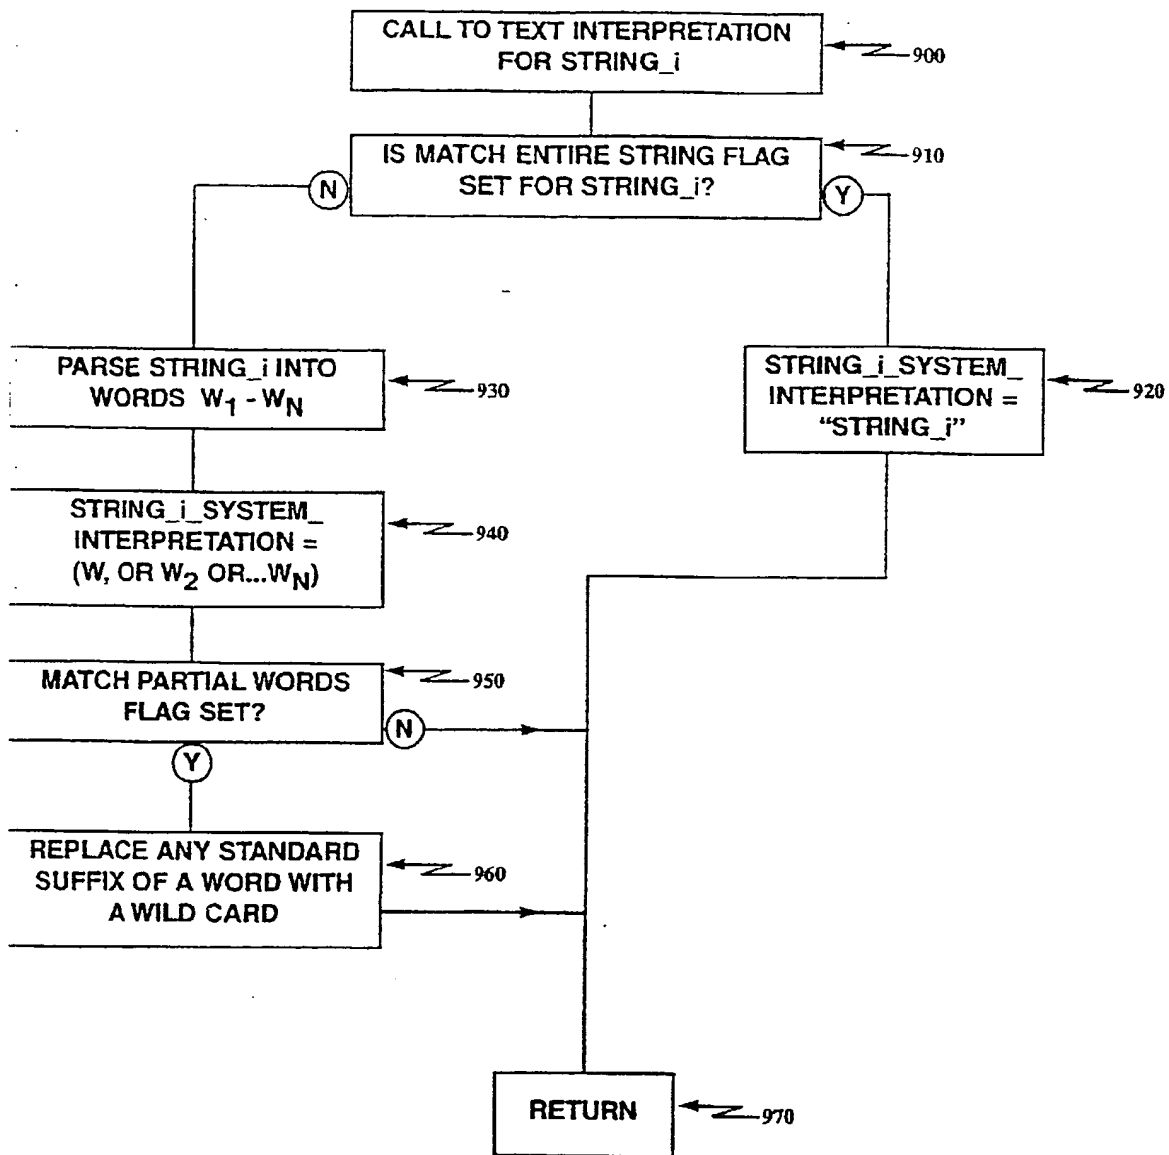 CALL TO TEXT INTERPRETATION
FOR STRING_i
900
IS MATCH ENTIRE STRING FLAG
SET FOR STRING_i?
910
N
Y
PARSE STRING_i INTO
WORDS W1 - WN
930
STRING_i_SYSTEM_
INTERPRETATION =
“STRING_i”
920
STRING_i_SYSTEM_
INTERPRETATION =
(W, OR W2 OR...WN)
940
MATCH PARTIAL WORDS
FLAG SET?
950
N
Y
REPLACE ANY STANDARD
SUFFIX OF A WORD WITH
A WILD CARD
960
RETURN
970